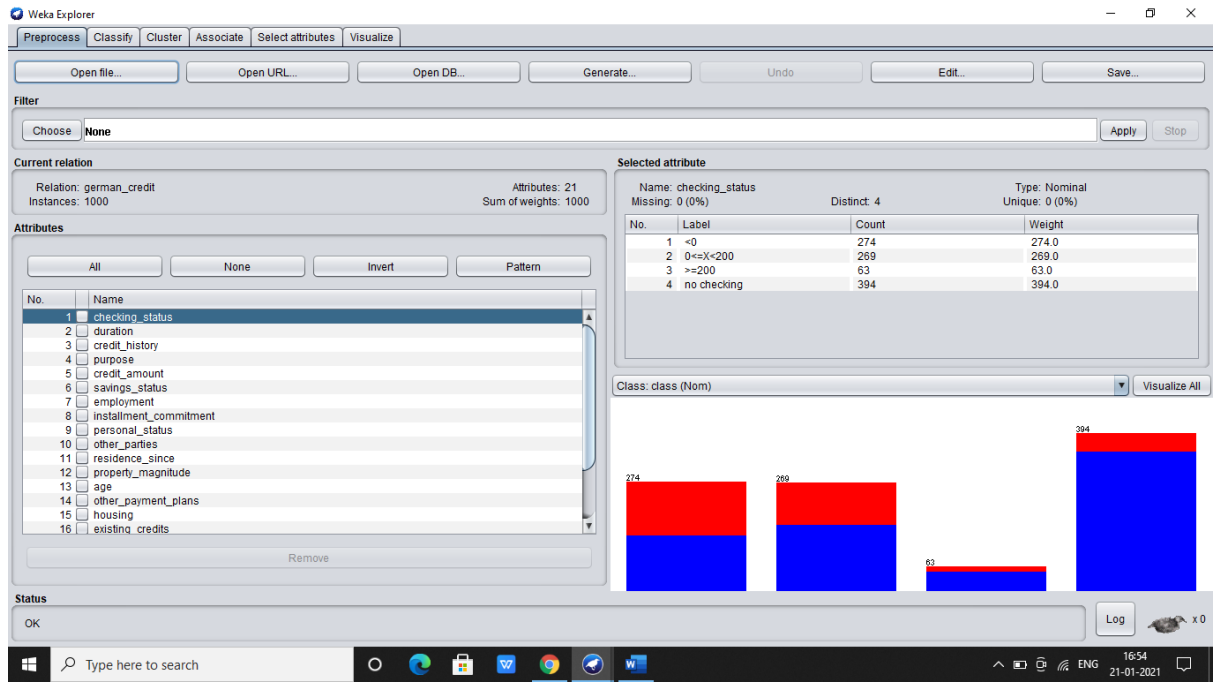 Weka Explorer
Preprocess Classify Cluster Associate Select attributes Visualize
Open file... Open URL... Open DB... Generate... Undo Edit... Save...
Filter
Choose None Apply Stop
Current relation
Relation: german_credit Attributes: 21
Instances: 1000 Sum of weights: 1000
Attributes
All None Invert Pattern
No. Name
1 checking_status
2 duration
3 credit_history
4 purpose
5 credit_amount
6 savings_status
7 employment
8 installment_commitment
9 personal_status
10 other_parties
11 residence_since
12 property_magnitude
13 age
14 other_payment_plans
15 housing
16 existing_credits
Remove
Selected attribute
Name: checking_status Type: Nominal
Missing: 0 (0%) Distinct: 4 Unique: 0 (0%)
No. Label Count Weight
1 <0 274 274.0
2 0<=X<200 269 269.0
3 >=200 63 63.0
4 no checking 394 394.0
Class: class (Nom) Visualize All
274 269 63 394
Status
OK Log x 0
Type here to search W W ENG 16:54
21-01-2021